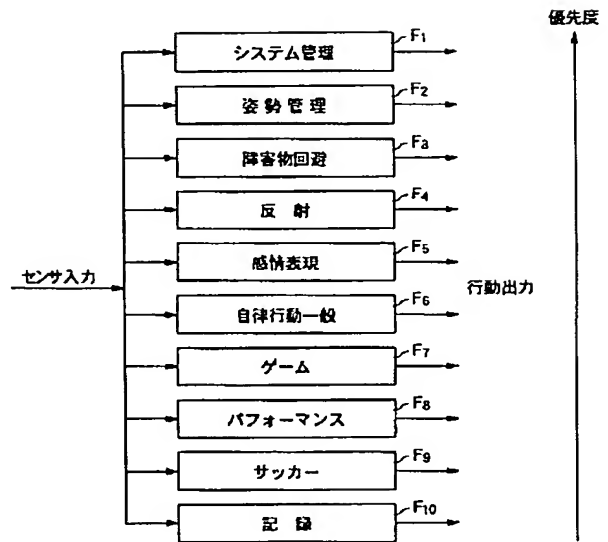 優先度
システム管理
F1
姿勢管理
F2
障害物回避
F3
反射
F4
感情表現
F5
センサ入力
行動出力
自律行動一般
F6
ゲーム
F7
パフォーマンス
F8
サッカー
F9
記録
F10